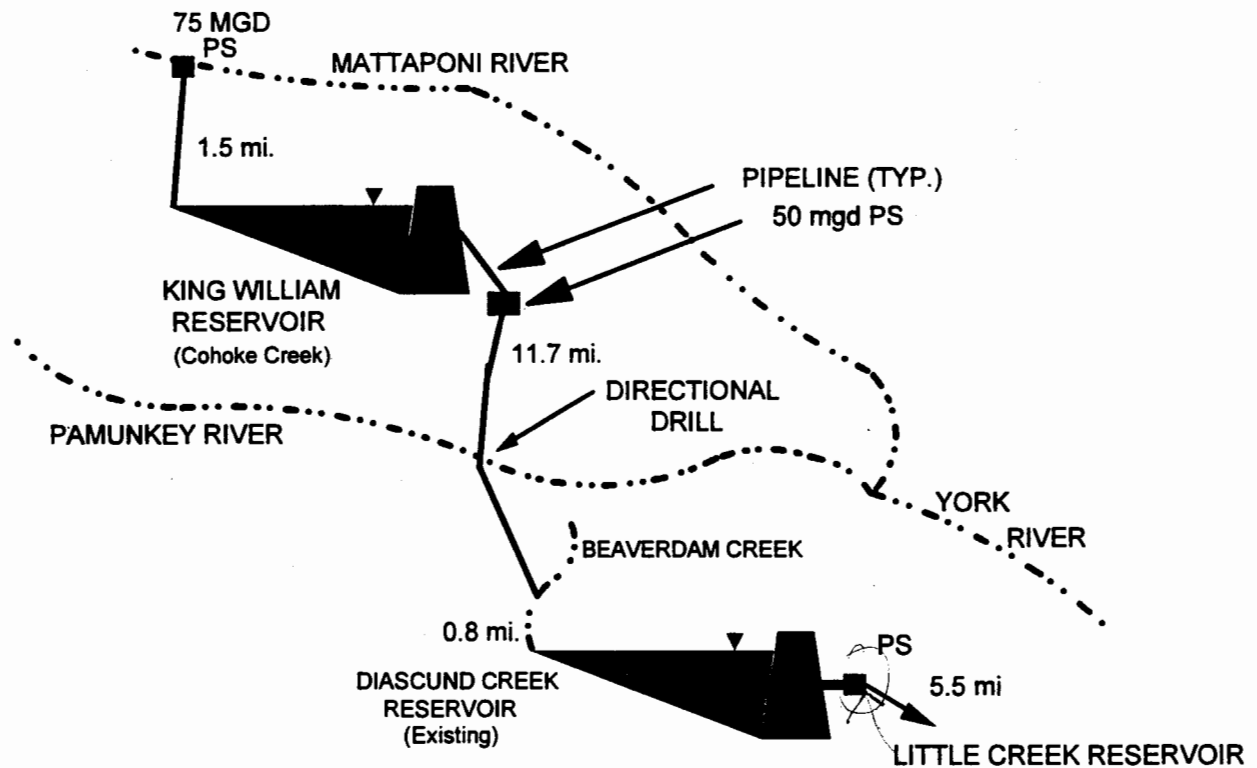 75 MGD
PS
MATTAPONI RIVER
1.5 mi.
PIPELINE (TYP.)
50 mgd PS
KING WILLIAM
RESERVOIR
(Cohoke Creek)
11.7 mi.
DIRECTIONAL
DRILL
PAMUNKEY RIVER
YORK
RIVER
BEAVERDAM CREEK
0.8 mi.
PS
5.5 mi
DIASCUND CREEK
RESERVOIR
(Existing)
LITTLE CREEK RESERVOIR